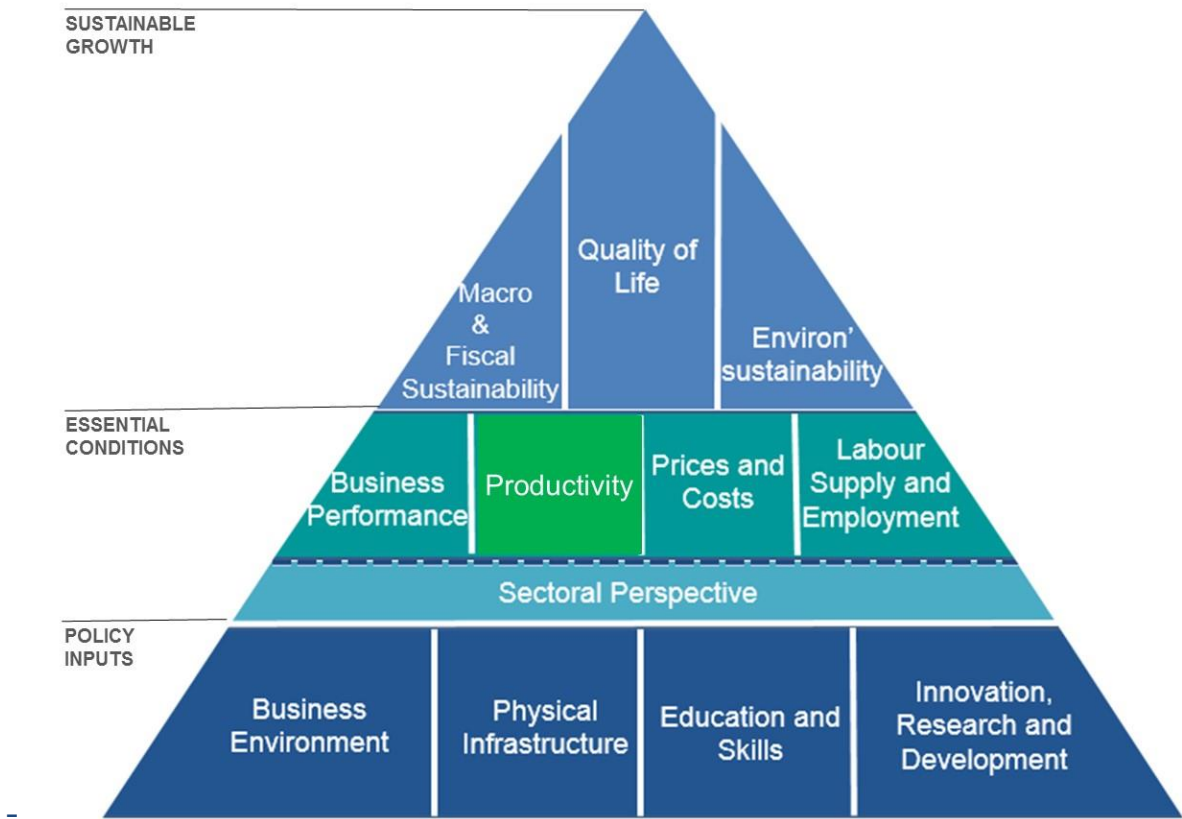 SUSTAINABLE
GROWTH
Quality of
Life
Macro
&
Fiscal
Sustainability
Environ’
sustainability
ESSENTIAL
CONDITIONS
Business
Performance
Productivity
Prices and
Costs
Labour
Supply and
Employment
Sectoral Perspective
POLICY
INPUTS
Business
Environment
Physical
Infrastructure
Education and
Skills
Innovation,
Research and
Development
-